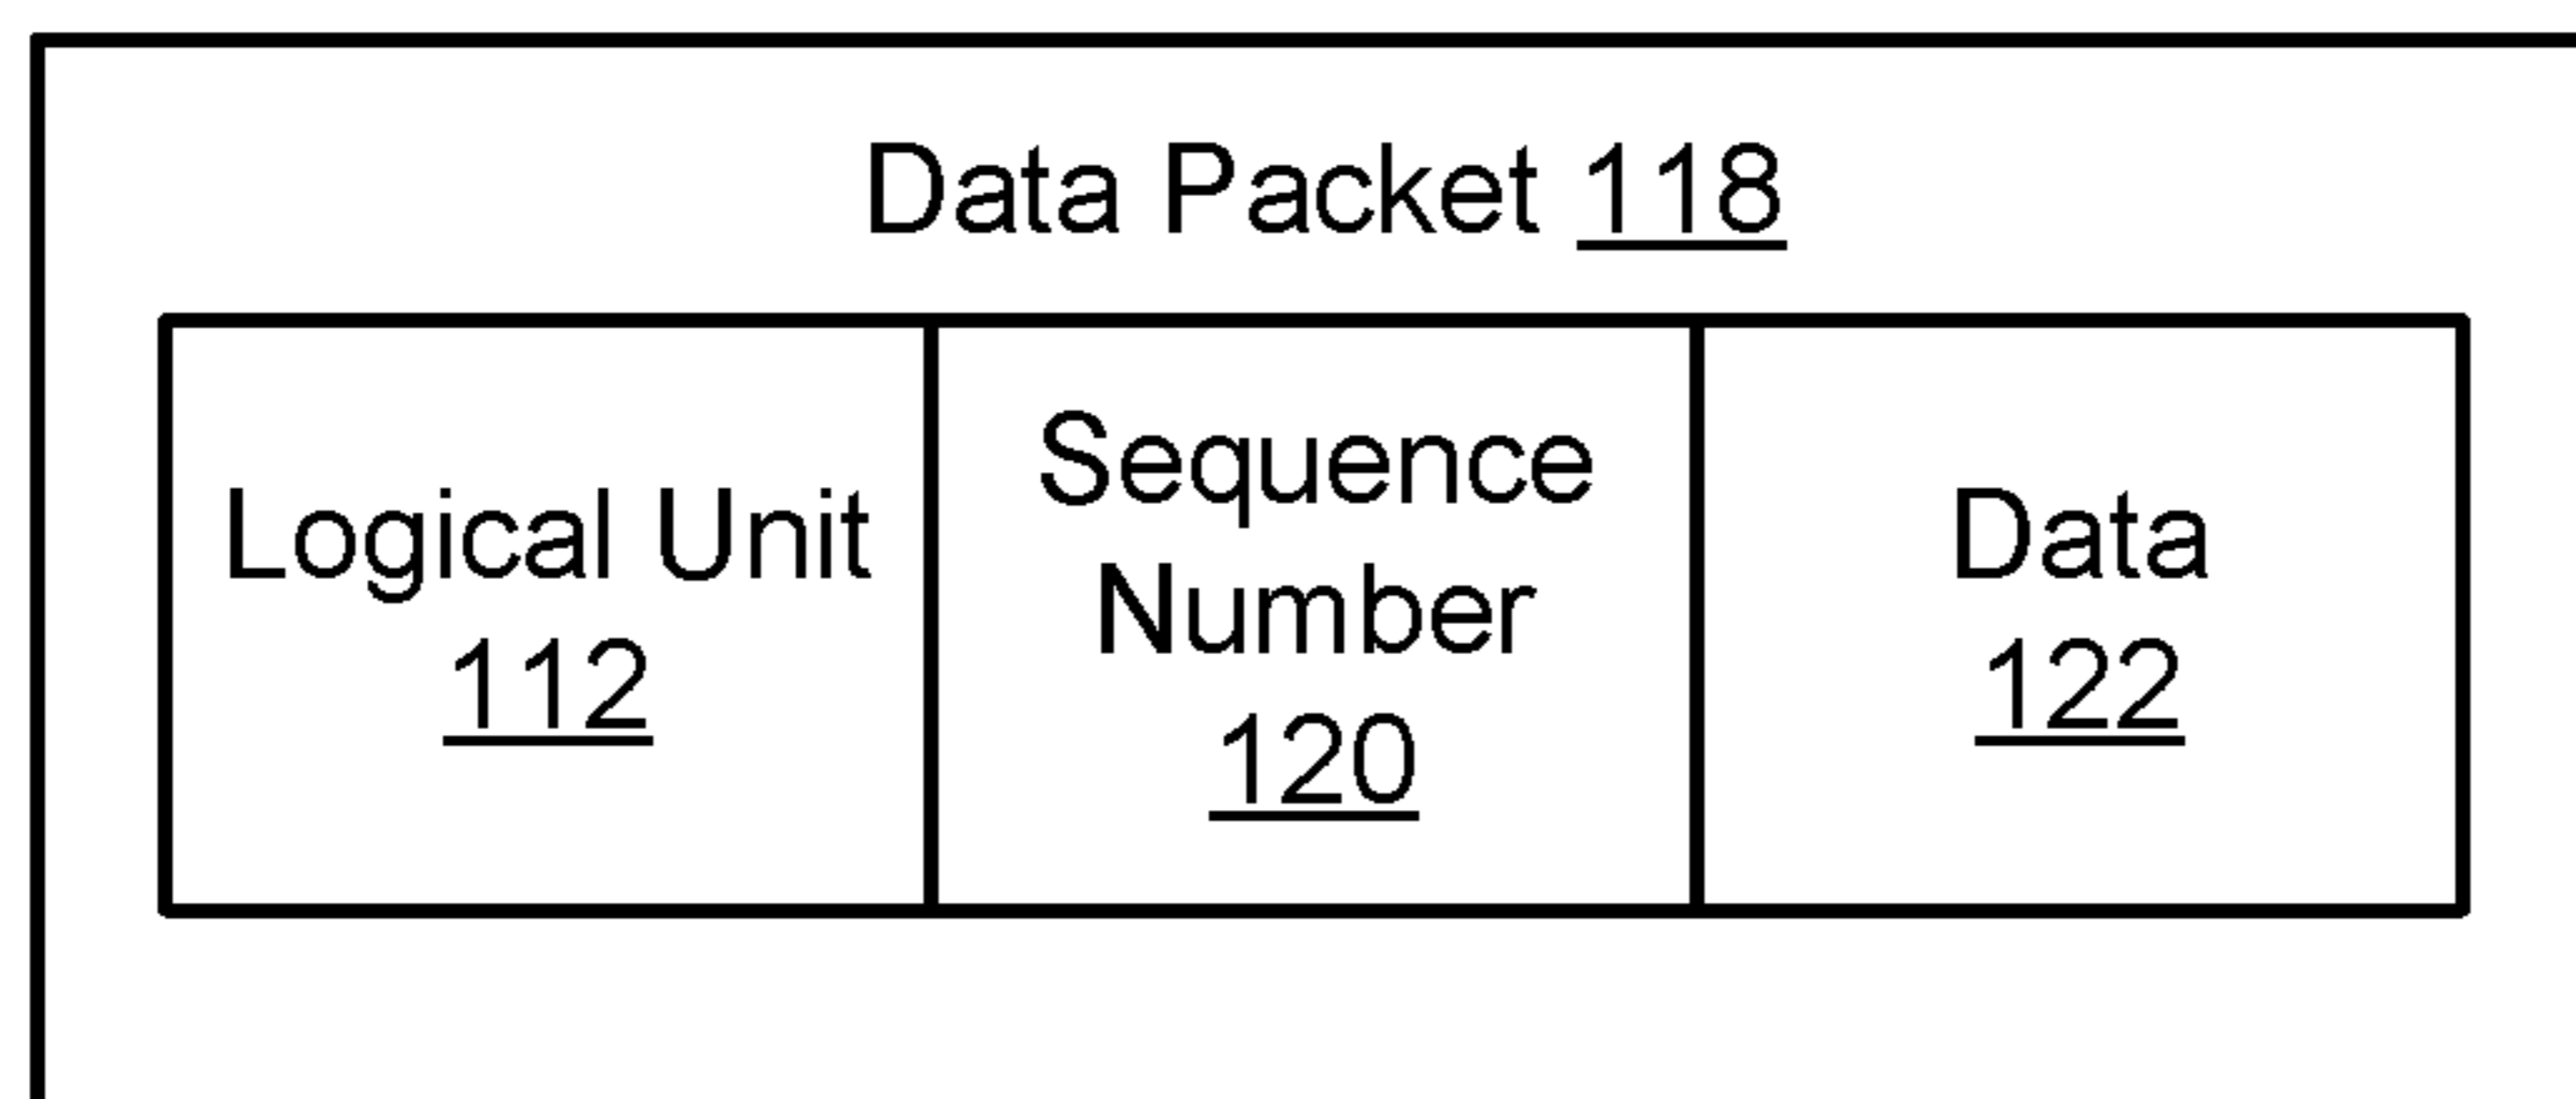 Data Packet 118
Logical Unit
112
Sequence
Number
120
Data
122